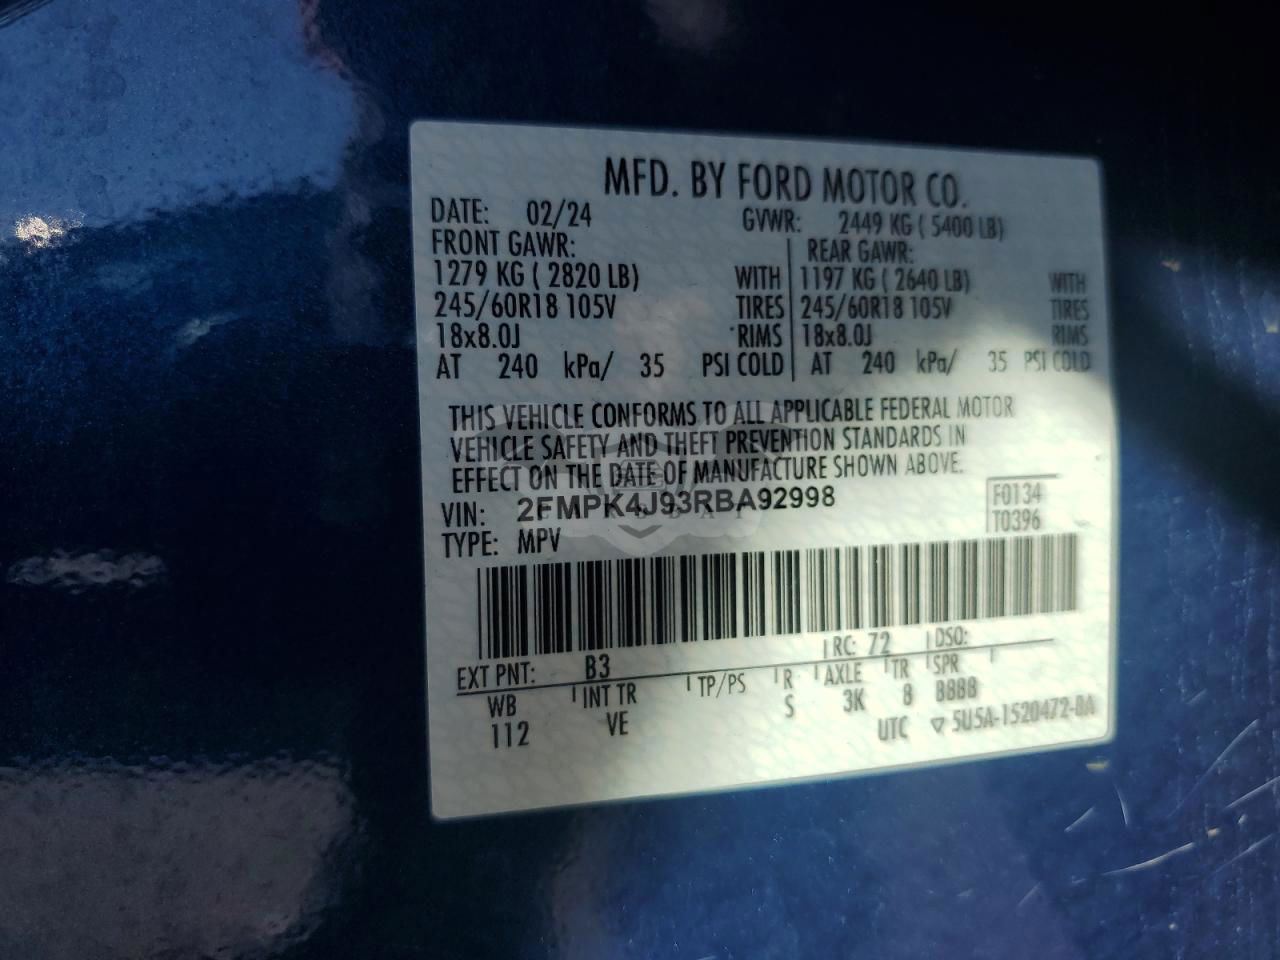 MFD. BY FORD MOTOR CO.
DATE: 02/24 GVWR: 2449 KG ( 5400 LB)
FRONT GAWR: REAR GAWR:
1279 KG ( 2820 LB) WITH 1197 KG ( 2640 LB) WITH
245/60R18 105V TIRES 245/60R18 105V TIRES
18x8.0J RIMS 18x8.0J RIMS
AT 240 kPa/ 35 PSI COLD AT 240 kPa/ 35 PSI COLD
THIS VEHICLE CONFORMS TO ALL APPLICABLE FEDERAL MOTOR
VEHICLE SAFETY AND THEFT PREVENTION STANDARDS IN
EFFECT ON THE DATE OF MANUFACTURE SHOWN ABOVE.
VIN: 2FMPK4J93RBA92998 F0134
TYPE: MPV T0396
EXT PNT: B3 RC: 72 DSO:
WB INT TR TP/PS R AXLE TR SPR
112 VE S 3K 8 BBBB
UTC ▽ 5U5A-1520472-BA